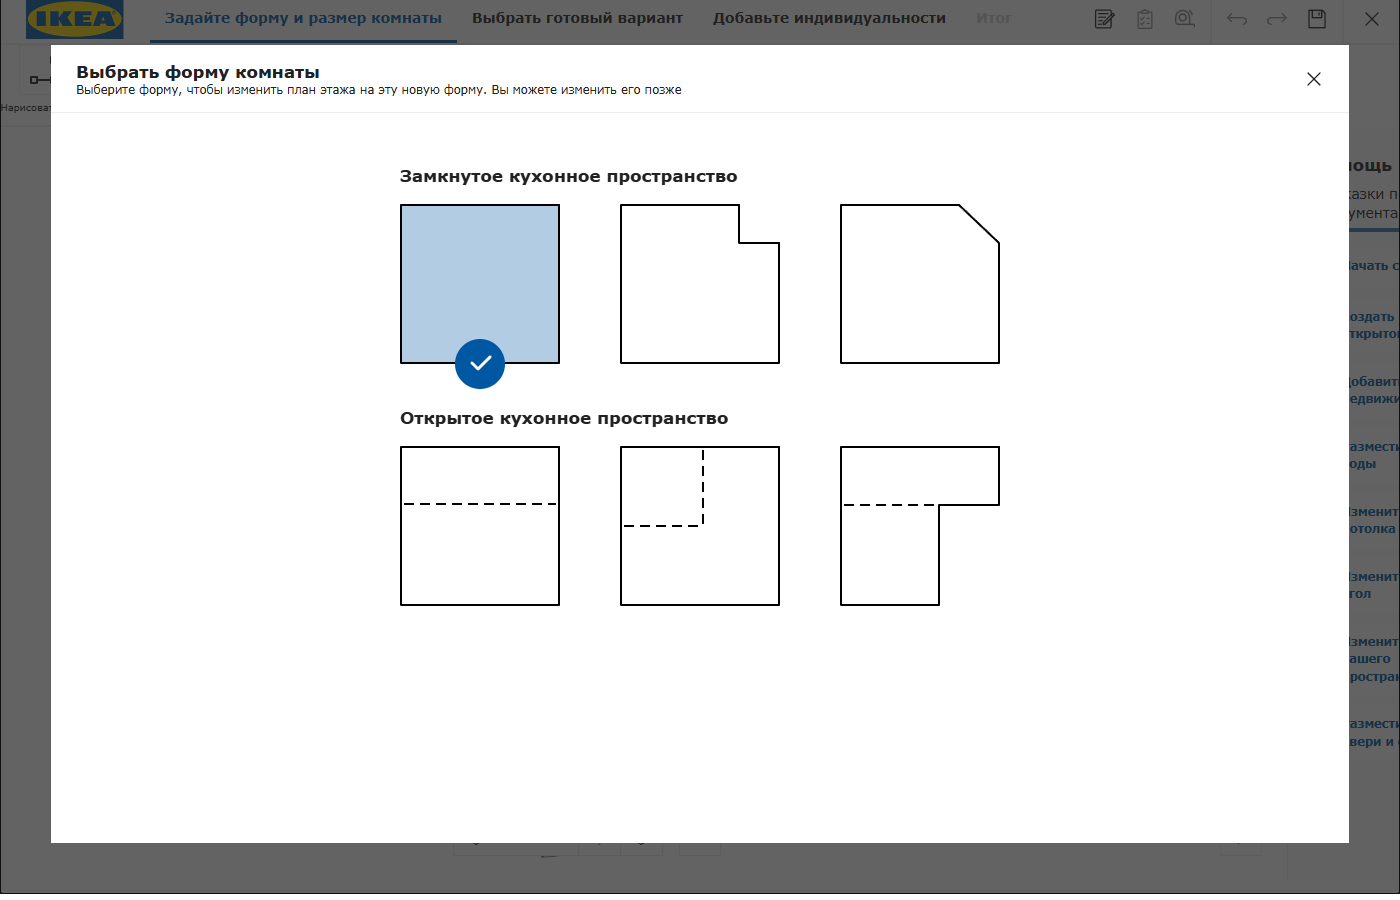 IKEA
Задайте форму и размер комнаты
Выбрать готовый вариант
Добавьте индивидуальности
Итог
Выбрать форму комнаты
Выберите форму, чтобы изменить план этажа на эту новую форму. Вы можете изменить его позже
Замкнутое кухонное пространство
Открытое кухонное пространство